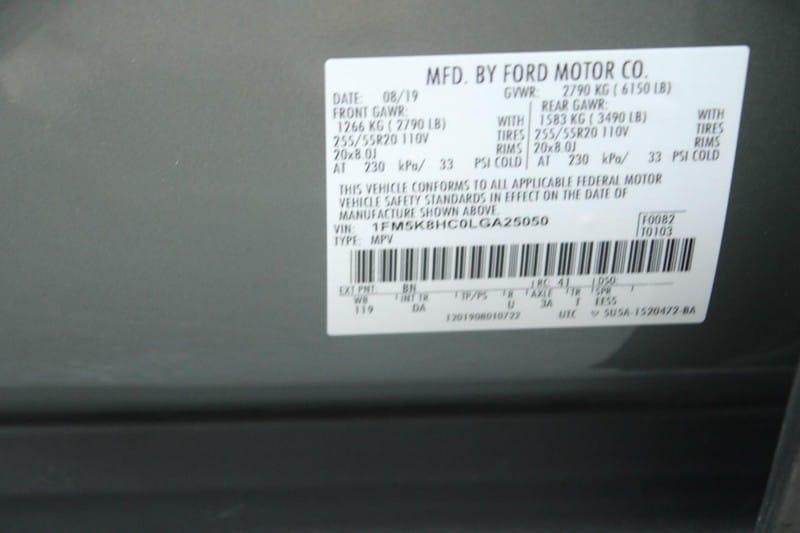 MFD. BY FORD MOTOR CO.
DATE: 08/19 GVWR: 2790 KG ( 6150 LB)
FRONT GAWR: REAR GAWR:
1266 KG ( 2790 LB) WITH 1583 KG ( 3490 LB) WITH
255/55R20 110V TIRES 255/55R20 110V TIRES
20x8.0J RIMS 20x8.0J RIMS
AT 230 kPa/ 33 PSI COLD AT 230 kPa/ 33 PSI COLD
THIS VEHICLE CONFORMS TO ALL APPLICABLE FEDERAL MOTOR
VEHICLE SAFETY STANDARDS IN EFFECT ON THE DATE OF
MANUFACTURE SHOWN ABOVE.
VIN: 1FM5K8HC0LGA25050 F0082
TYPE: MPV T0103
EXT PNT: BN RC: 41 DSO:
WB INT TR TP/PS R AXLE TR SPR
119 DA U 3A T EESS
I201908010722 UTC 5U5A-1520472-BA